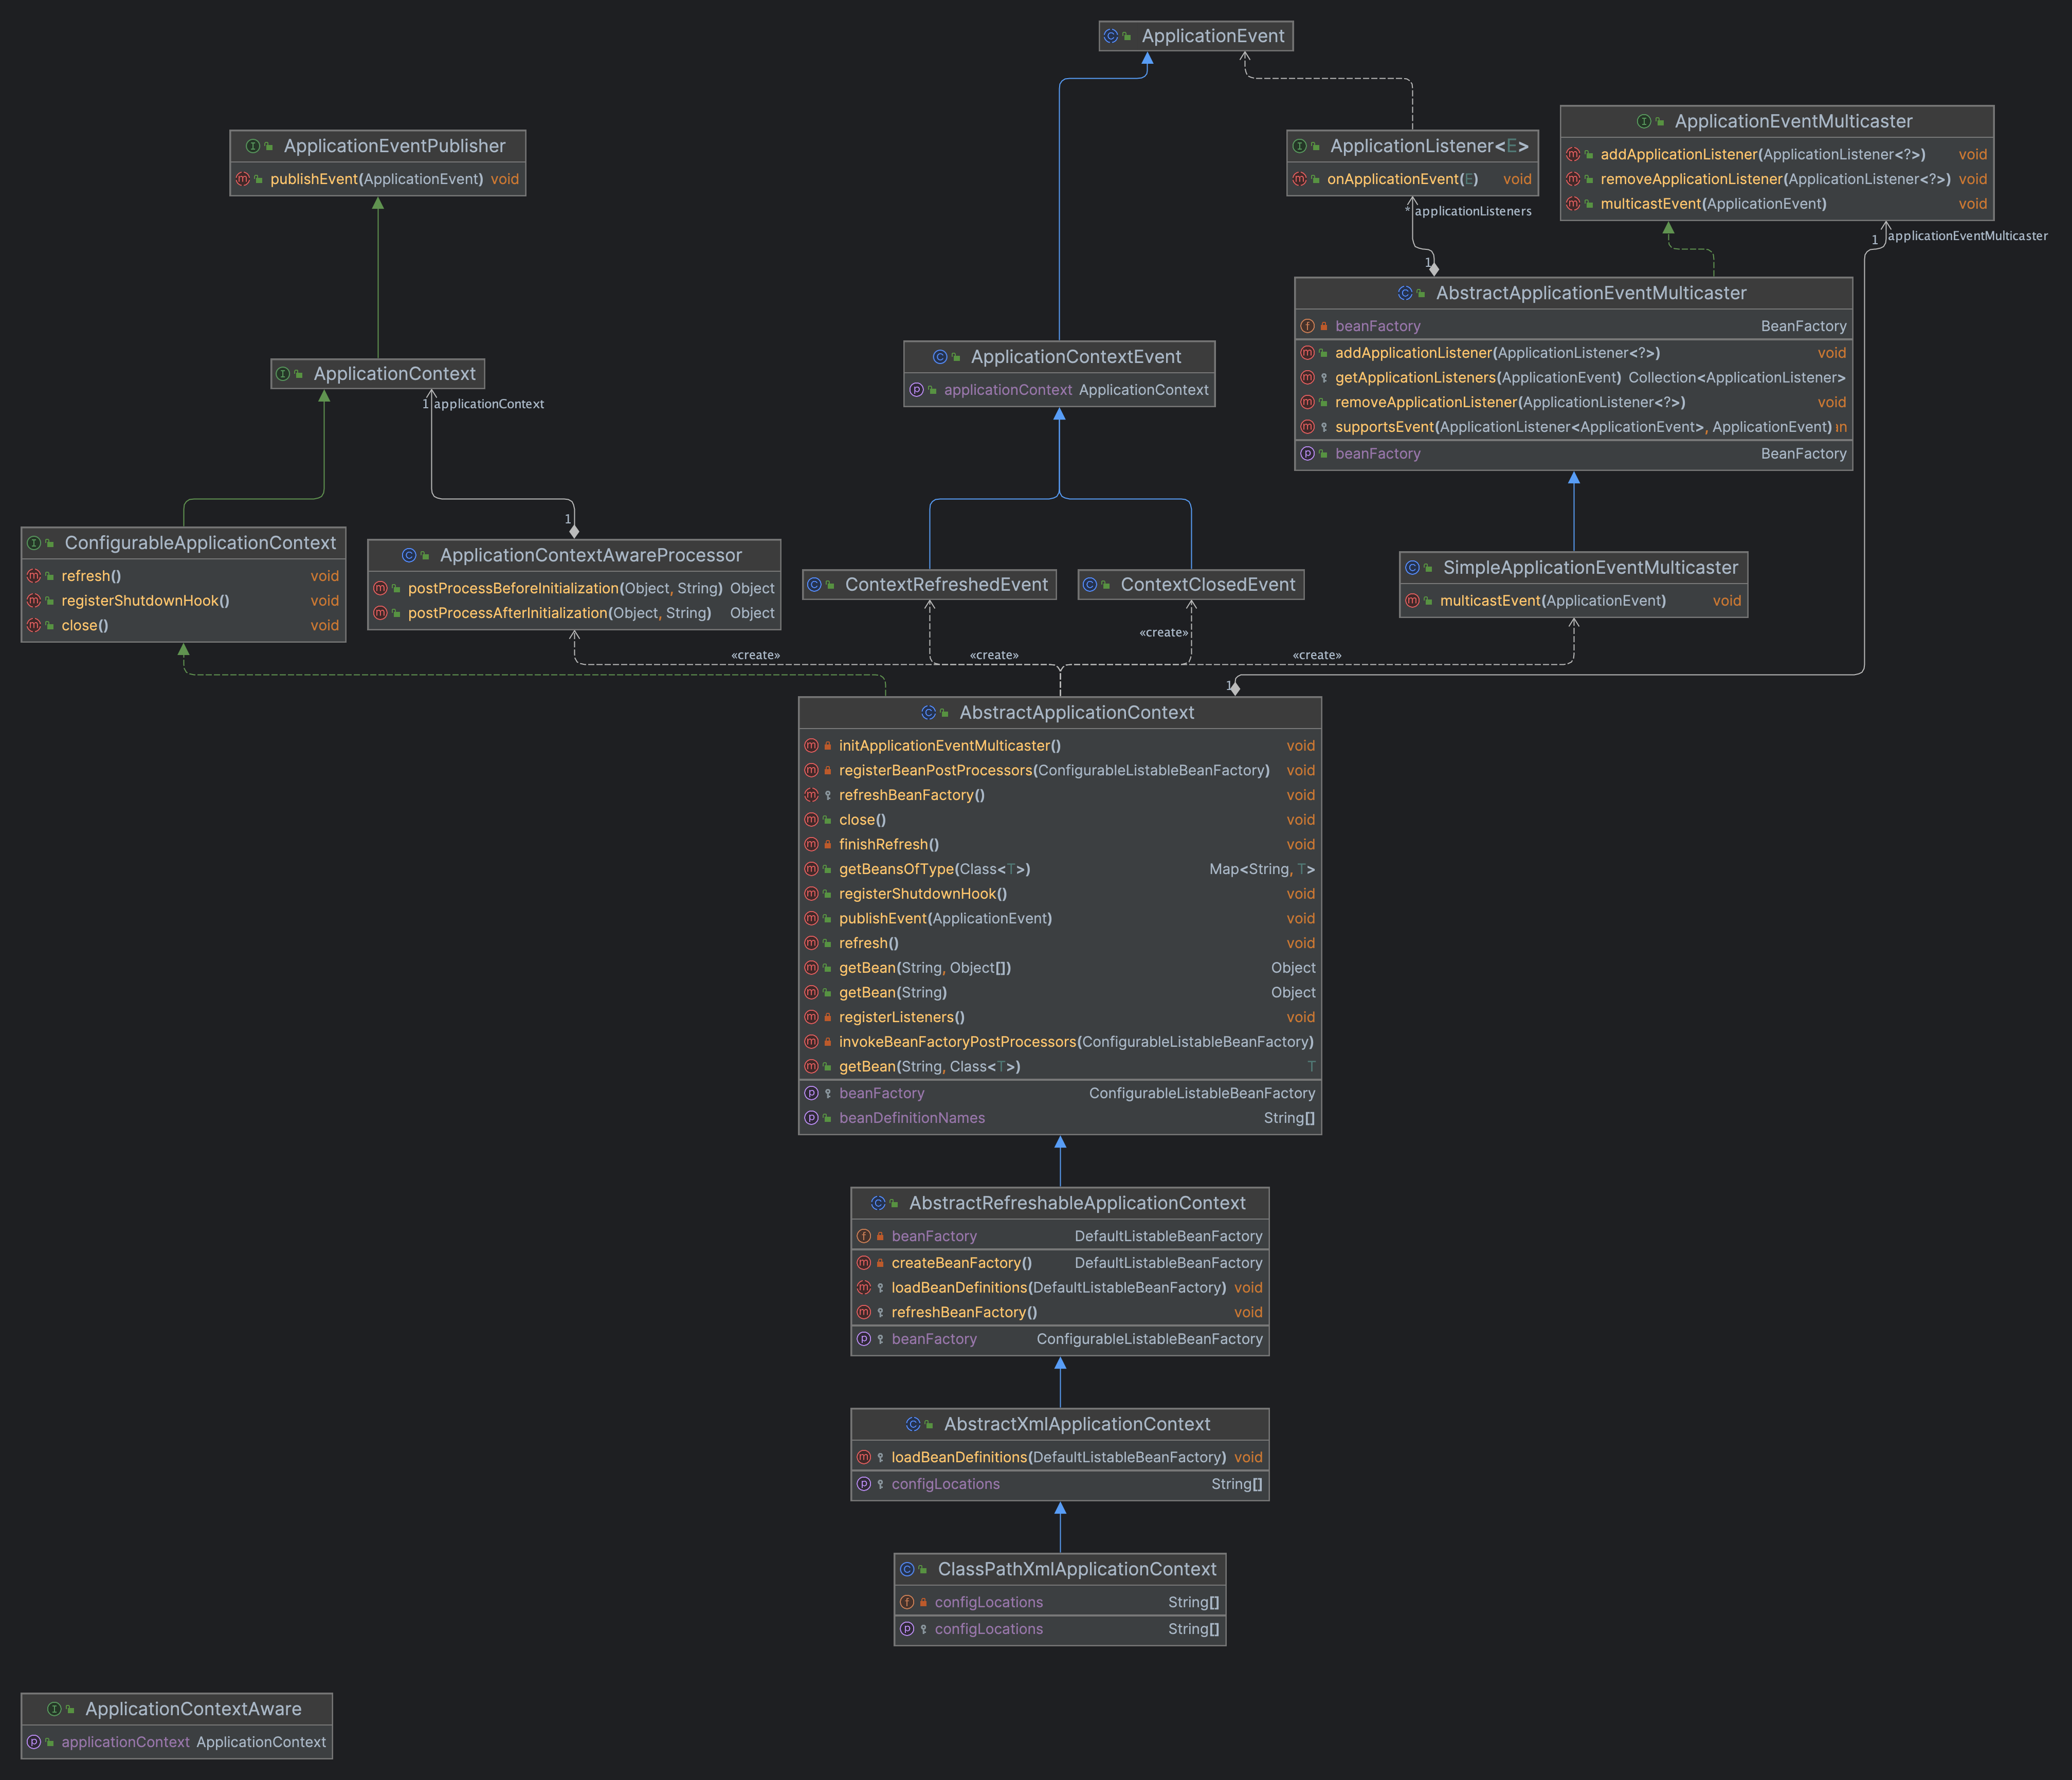 ApplicationEvent
ApplicationEventPublisher
publishEvent(ApplicationEvent) void
ApplicationListener<E>
onApplicationEvent(E) void
ApplicationEventMulticaster
addApplicationListener(ApplicationListener<?>) void
removeApplicationListener(ApplicationListener<?>) void
multicastEvent(ApplicationEvent) void
* applicationListeners
1 applicationEventMulticaster
1
AbstractApplicationEventMulticaster
beanFactory BeanFactory
addApplicationListener(ApplicationListener<?>) void
getApplicationListeners(ApplicationEvent) Collection<ApplicationListener>
removeApplicationListener(ApplicationListener<?>) void
supportsEvent(ApplicationListener<ApplicationEvent>, ApplicationEvent)
beanFactory BeanFactory
ApplicationContext
1 applicationContext
ApplicationContextEvent
applicationContext ApplicationContext
ConfigurableApplicationContext
refresh() void
registerShutdownHook() void
close() void
1
ApplicationContextAwareProcessor
postProcessBeforeInitialization(Object, String) Object
postProcessAfterInitialization(Object, String) Object
ContextRefreshedEvent
ContextClosedEvent
SimpleApplicationEventMulticaster
multicastEvent(ApplicationEvent) void
«create»
«create»
«create»
«create»
1
AbstractApplicationContext
initApplicationEventMulticaster() void
registerBeanPostProcessors(ConfigurableListableBeanFactory) void
refreshBeanFactory() void
close() void
finishRefresh() void
getBeansOfType(Class<T>) Map<String, T>
registerShutdownHook() void
publishEvent(ApplicationEvent) void
refresh() void
getBean(String, Object[]) Object
getBean(String) Object
registerListeners() void
invokeBeanFactoryPostProcessors(ConfigurableListableBeanFactory)
getBean(String, Class<T>) T
beanFactory ConfigurableListableBeanFactory
beanDefinitionNames String[]
AbstractRefreshableApplicationContext
beanFactory DefaultListableBeanFactory
createBeanFactory() DefaultListableBeanFactory
loadBeanDefinitions(DefaultListableBeanFactory) void
refreshBeanFactory() void
beanFactory ConfigurableListableBeanFactory
AbstractXmlApplicationContext
loadBeanDefinitions(DefaultListableBeanFactory) void
configLocations String[]
ClassPathXmlApplicationContext
configLocations String[]
configLocations String[]
ApplicationContextAware
applicationContext ApplicationContext